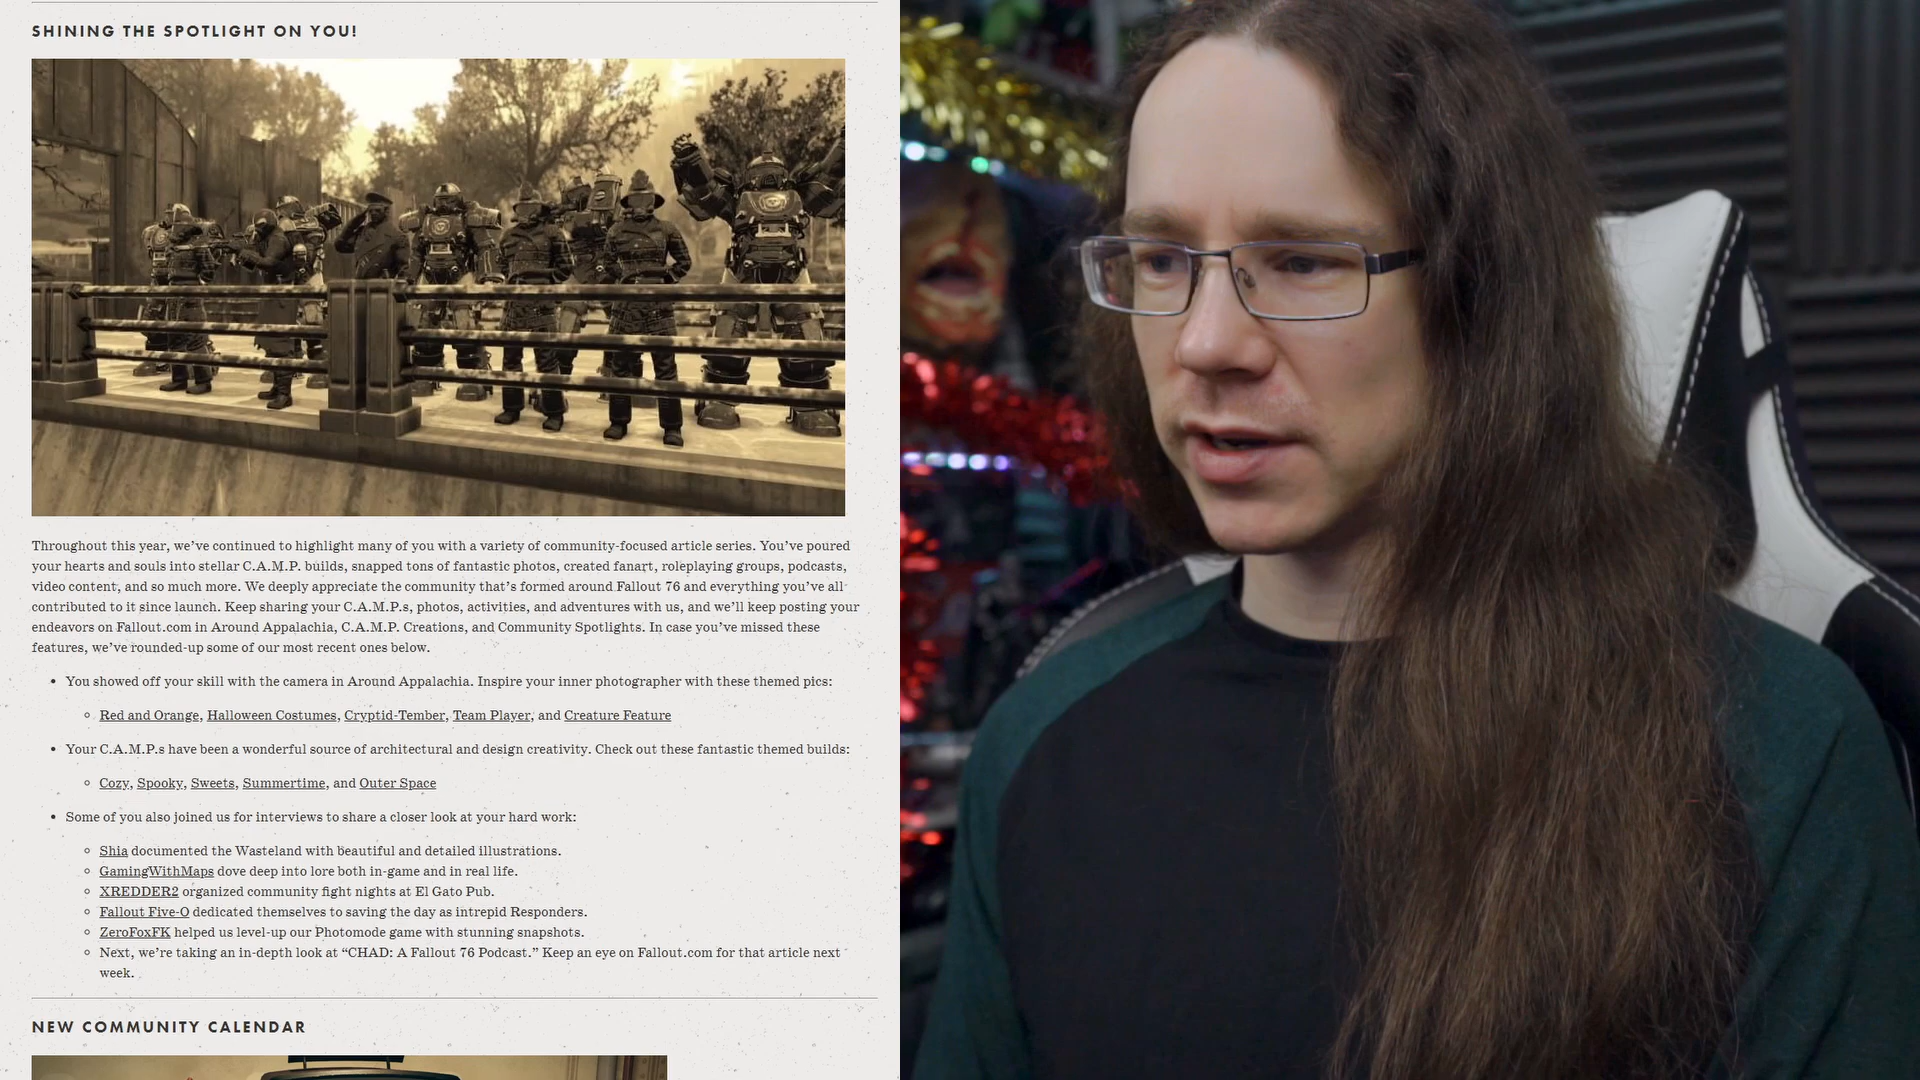 SHINING THE SPOTLIGHT ON YOU!
Throughout this year, we've continued to highlight many of you with a variety of community-focused article series. You've poured
your hearts and souls into stellar C.A.M.P. builds, snapped tons of fantastic photos, created fanart, roleplaying groups, podcasts,
video content, and so much more. We deeply appreciate the community that's formed around Fallout 76 and everything you've all
contributed to it since launch. Keep sharing your C.A.M.P.s, photos, activities, and adventures with us, and we'll keep posting your
endeavors on Fallout.com in Around Appalachia, C.A.M.P. Creations, and Community Spotlights. In case you've missed these
features, we've rounded-up some of our most recent ones below.
• You showed off your skill with the camera in Around Appalachia. Inspire your inner photographer with these themed pics:
◦ Red and Orange, Halloween Costumes, Cryptid-Tember, Team Player, and Creature Feature
• Your C.A.M.P.s have been a wonderful source of architectural and design creativity. Check out these fantastic themed builds:
◦ Cozy, Spooky, Sweets, Summertime, and Outer Space
• Some of you also joined us for interviews to share a closer look at your hard work:
◦ Shia documented the Wasteland with beautiful and detailed illustrations.
◦ GamingWithMaps dove deep into lore both in-game and in real life.
◦ XREDDER2 organized community fight nights at El Gato Pub.
◦ Fallout Five-O dedicated themselves to saving the day as intrepid Responders.
◦ ZeroFoxFK helped us level-up our Photomode game with stunning snapshots.
◦ Next, we're taking an in-depth look at “CHAD: A Fallout 76 Podcast.” Keep an eye on Fallout.com for that article next
week.
NEW COMMUNITY CALENDAR